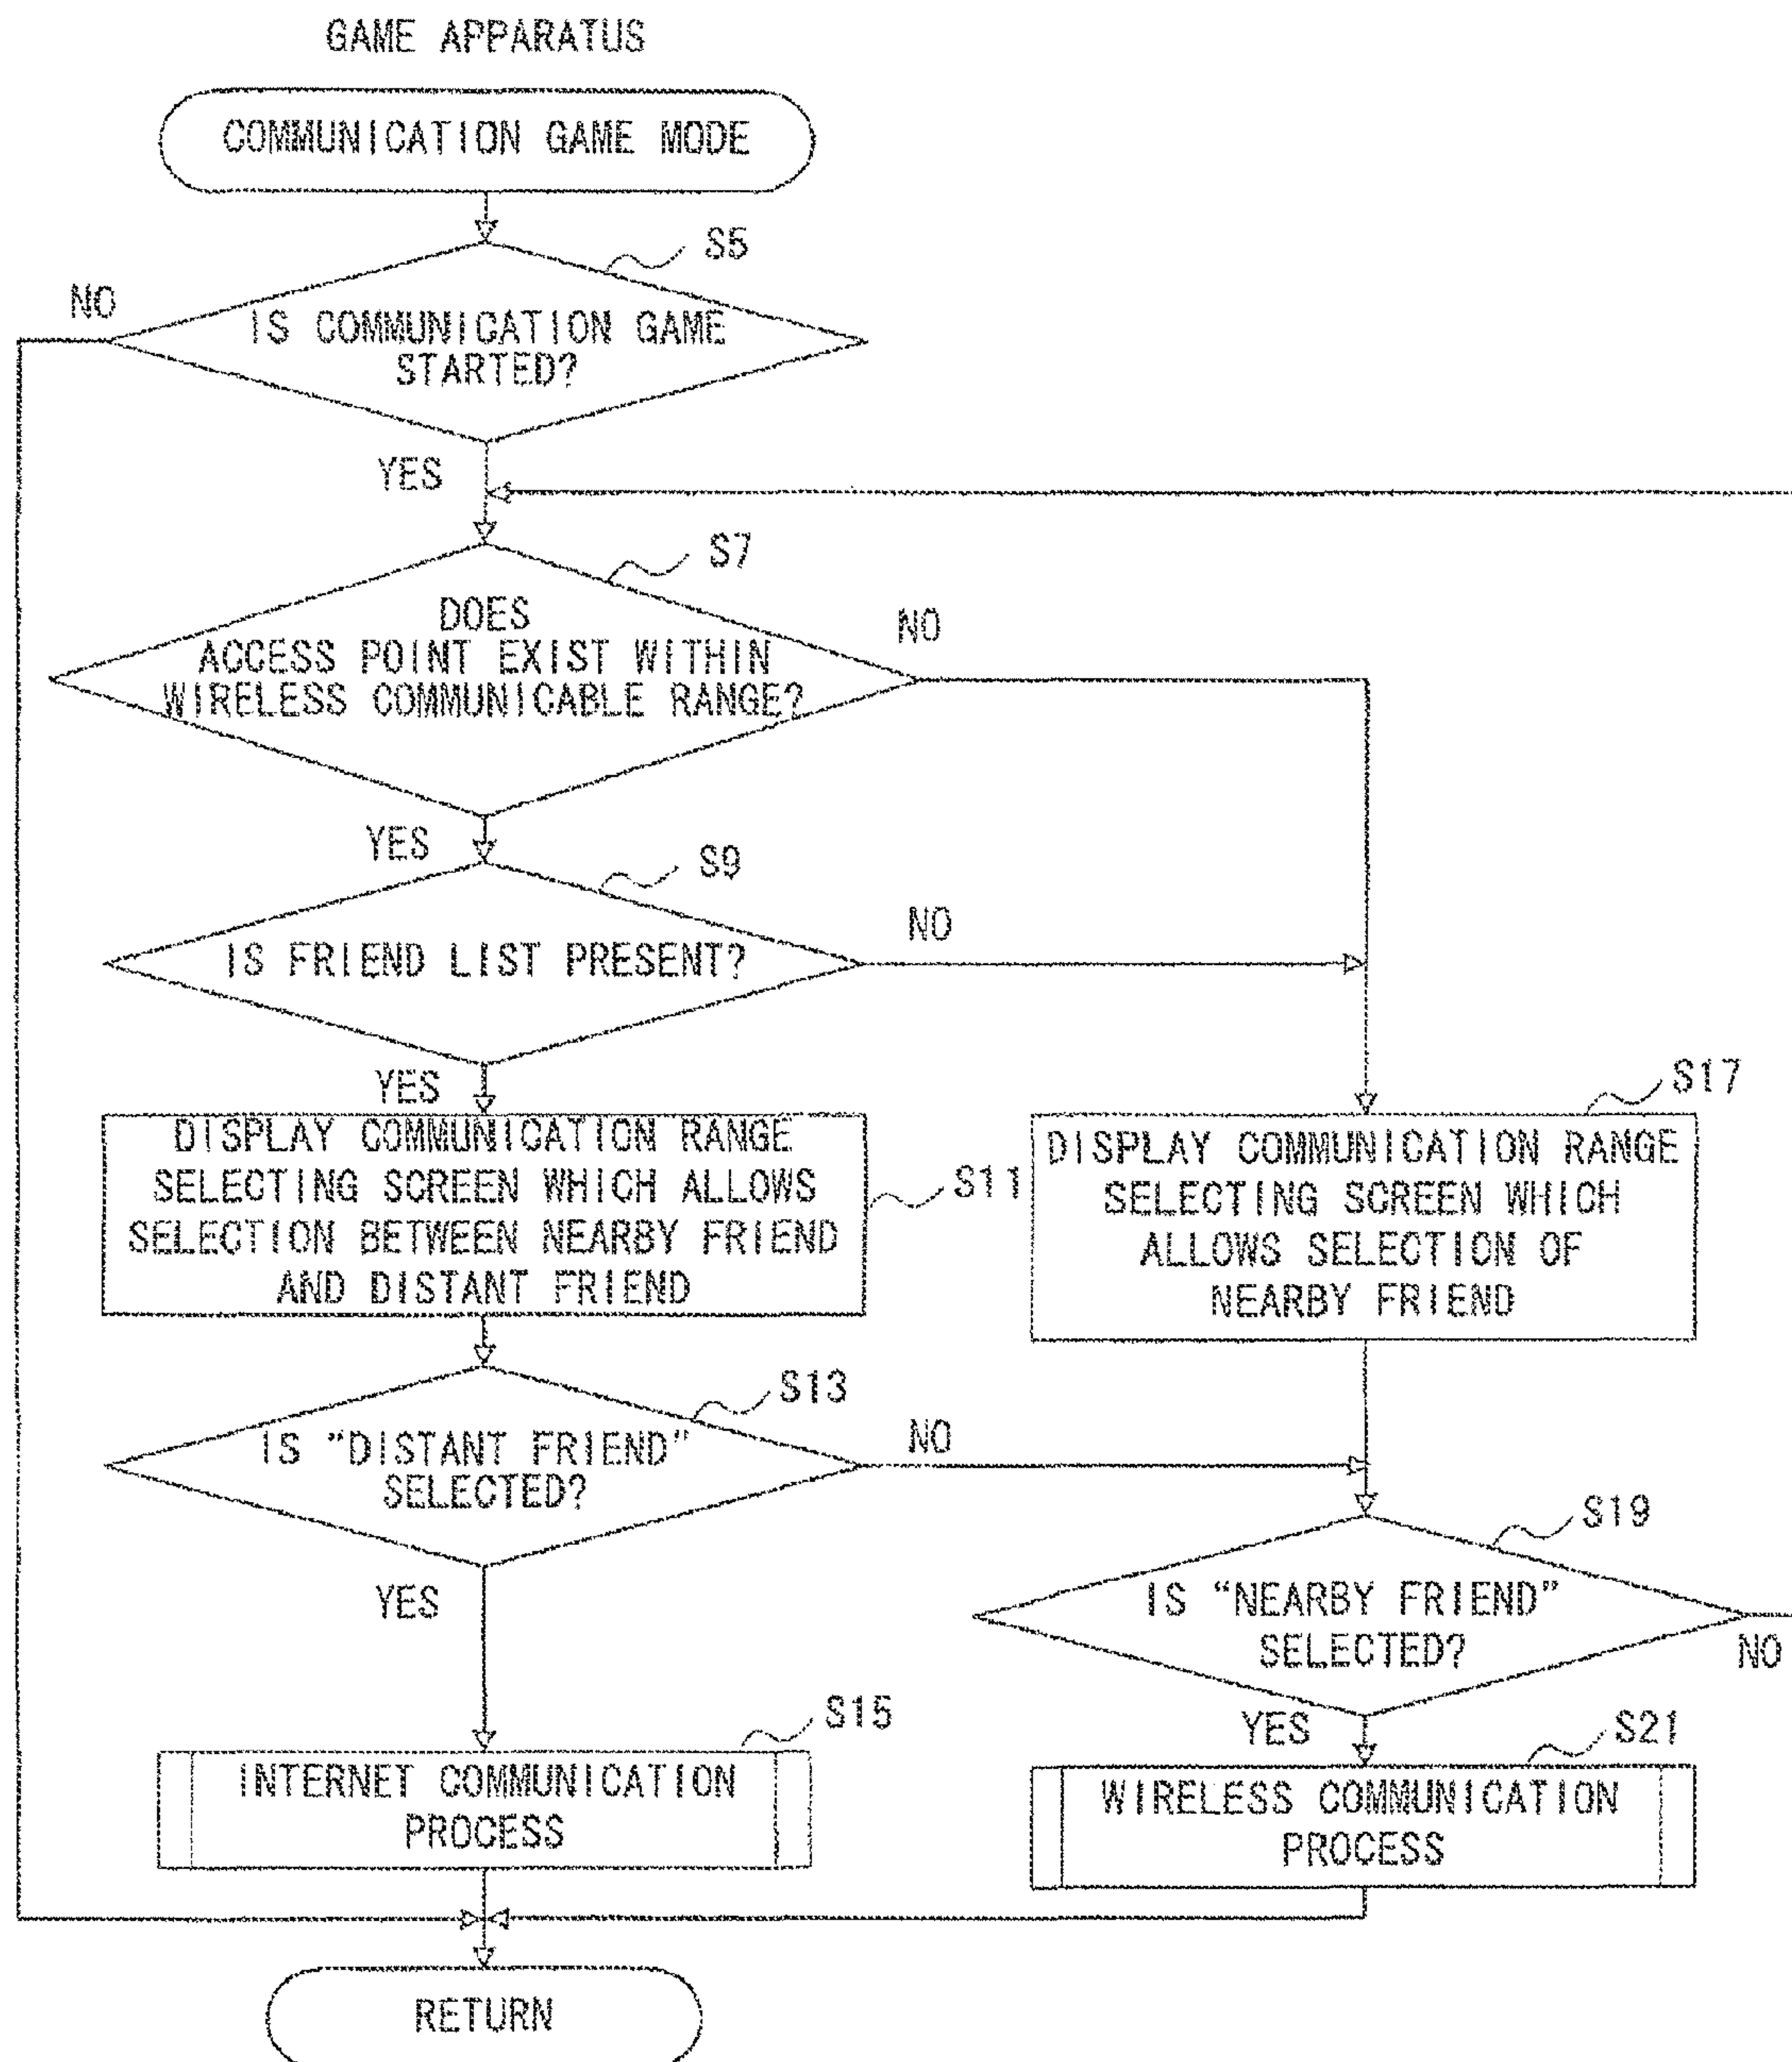 GAME APPARATUS
COMMUNICATION GAME MODE
S5
NO
IS COMMUNICATION GAME
STARTED?
YES
S7
DOES
ACCESS POINT EXIST WITHIN
WIRELESS COMMUNICABLE RANGE?
NO
YES
S9
IS FRIEND LIST PRESENT?
NO
YES
S11
DISPLAY COMMUNICATION RANGE
SELECTING SCREEN WHICH ALLOWS
SELECTION BETWEEN NEARBY FRIEND
AND DISTANT FRIEND
S17
DISPLAY COMMUNICATION RANGE
SELECTING SCREEN WHICH
ALLOWS SELECTION OF
NEARBY FRIEND
S13
IS "DISTANT FRIEND"
SELECTED?
NO
YES
S19
IS "NEARBY FRIEND"
SELECTED?
NO
YES
S15
INTERNET COMMUNICATION
PROCESS
S21
WIRELESS COMMUNICATION
PROCESS
RETURN